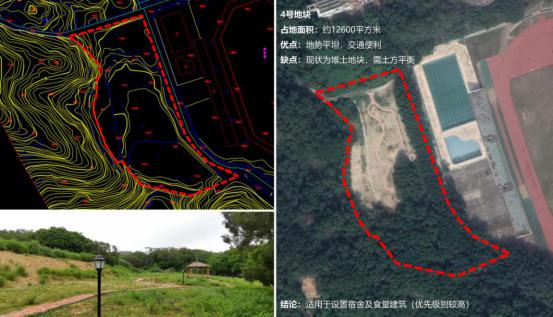 4号地块
占地面积：约12600平方米
优点：地势平坦，交通便利
缺点：现状为堆土地块，需土方平衡
结论：适用于设置宿舍及食堂建筑（优先级别较高）